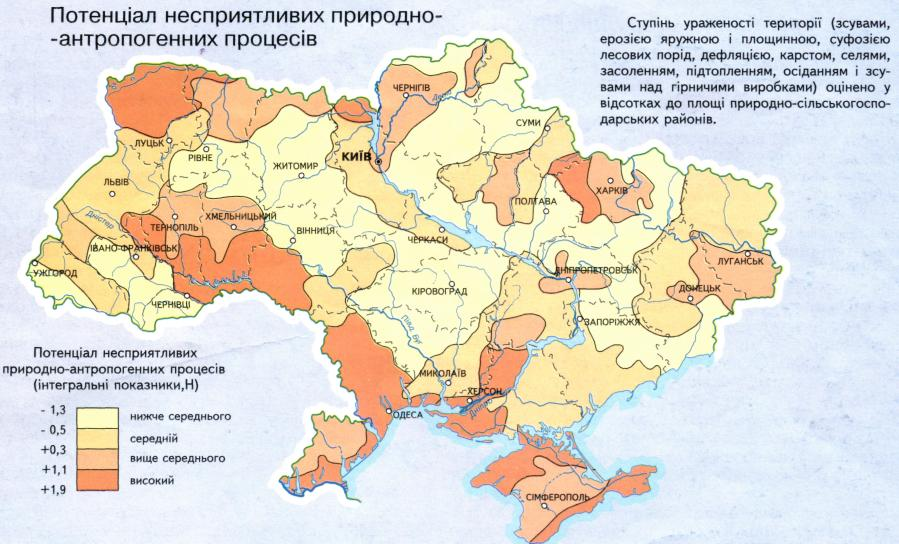 Потенціал несприятливих природно-
-антропогенних процесів
Ступінь ураженості території (зсувами,
ерозією яружною і площинною, суфозією
лесових порід, дефляцією, карстом, селями,
засоленням, підтопленням, осіданням і зсу-
вами над гірничими виробками) оцінено у
відсотках до площі природно-сільськогоспо-
дарських районів.
ЧЕРНІГІВ
Десна
СУМИ
ЛУЦЬК
РІВНЕ
ЖИТОМИР
КИЇВ
ЛЬВІВ
ХАРКІВ
ПОЛТАВА
Дністер
ТЕРНОПІЛЬ
ХМЕЛЬНИЦЬКИЙ
ВІННИЦЯ
ЧЕРКАСИ
ІВАНО-ФРАНКІВСЬК
ЛУГАНСЬК
УЖГОРОД
ДНІПРОПЕТРОВСЬК
КІРОВОГРАД
ДОНЕЦЬК
ЧЕРНІВЦІ
ЗАПОРІЖЖЯ
Півд. Буг
МИКОЛАЇВ
ХЕРСОН
Дніпро
ОДЕСА
СІМФЕРОПОЛЬ
Потенціал несприятливих
природно-антропогенних процесів
(інтегральні показники,Н)
- 1,3
нижче середнього
- 0,5
середній
+0,3
вище середнього
+1,1
високий
+1,9